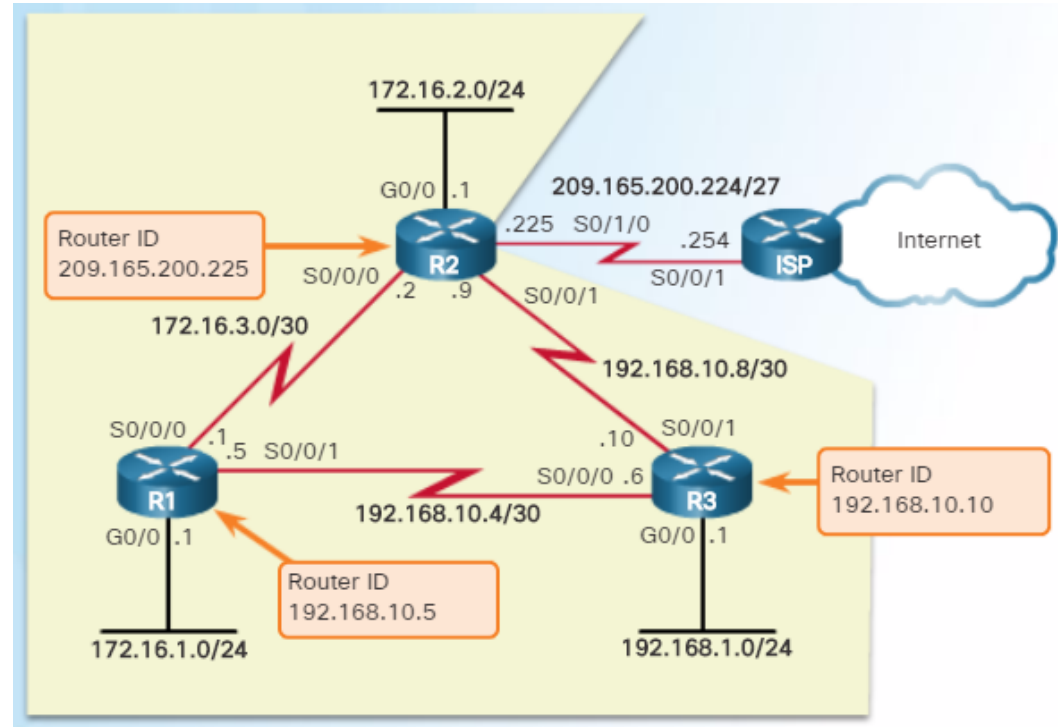 172.16.2.0/24
G0/0 .1
209.165.200.224/27
Router ID
209.165.200.225
R2
.225 S0/1/0
.254
ISP
S0/0/1
Internet
S0/0/0
.2
.9
S0/0/1
172.16.3.0/30
192.168.10.8/30
S0/0/0
.1
.5
S0/0/1
R1
.10
S0/0/1
S0/0/0 .6
R3
Router ID
192.168.10.10
192.168.10.4/30
G0/0 .1
G0/0 .1
Router ID
192.168.10.5
172.16.1.0/24
192.168.1.0/24